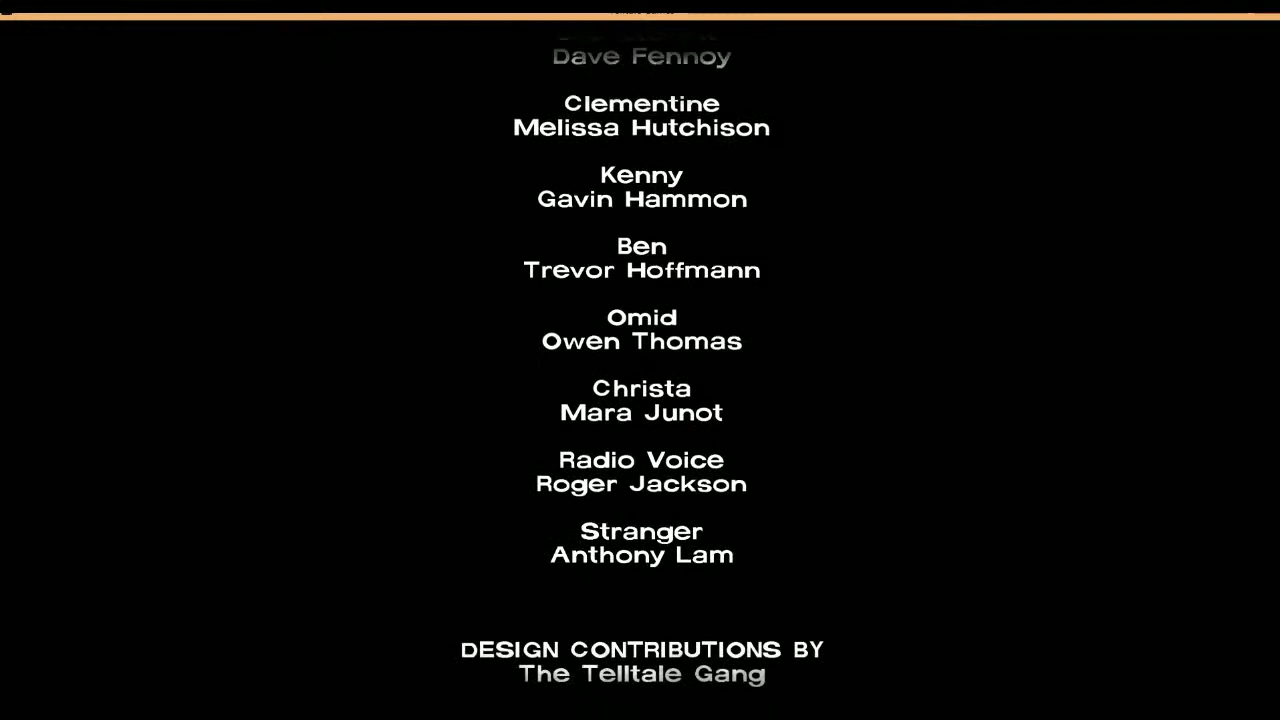 Dave Fennoy
Clementine
Melissa Hutchison
Kenny
Gavin Hammon
Ben
Trevor Hoffmann
Omid
Owen Thomas
Christa
Mara Junot
Radio Voice
Roger Jackson
Stranger
Anthony Lam
DESIGN CONTRIBUTIONS BY
The Telltale Gang